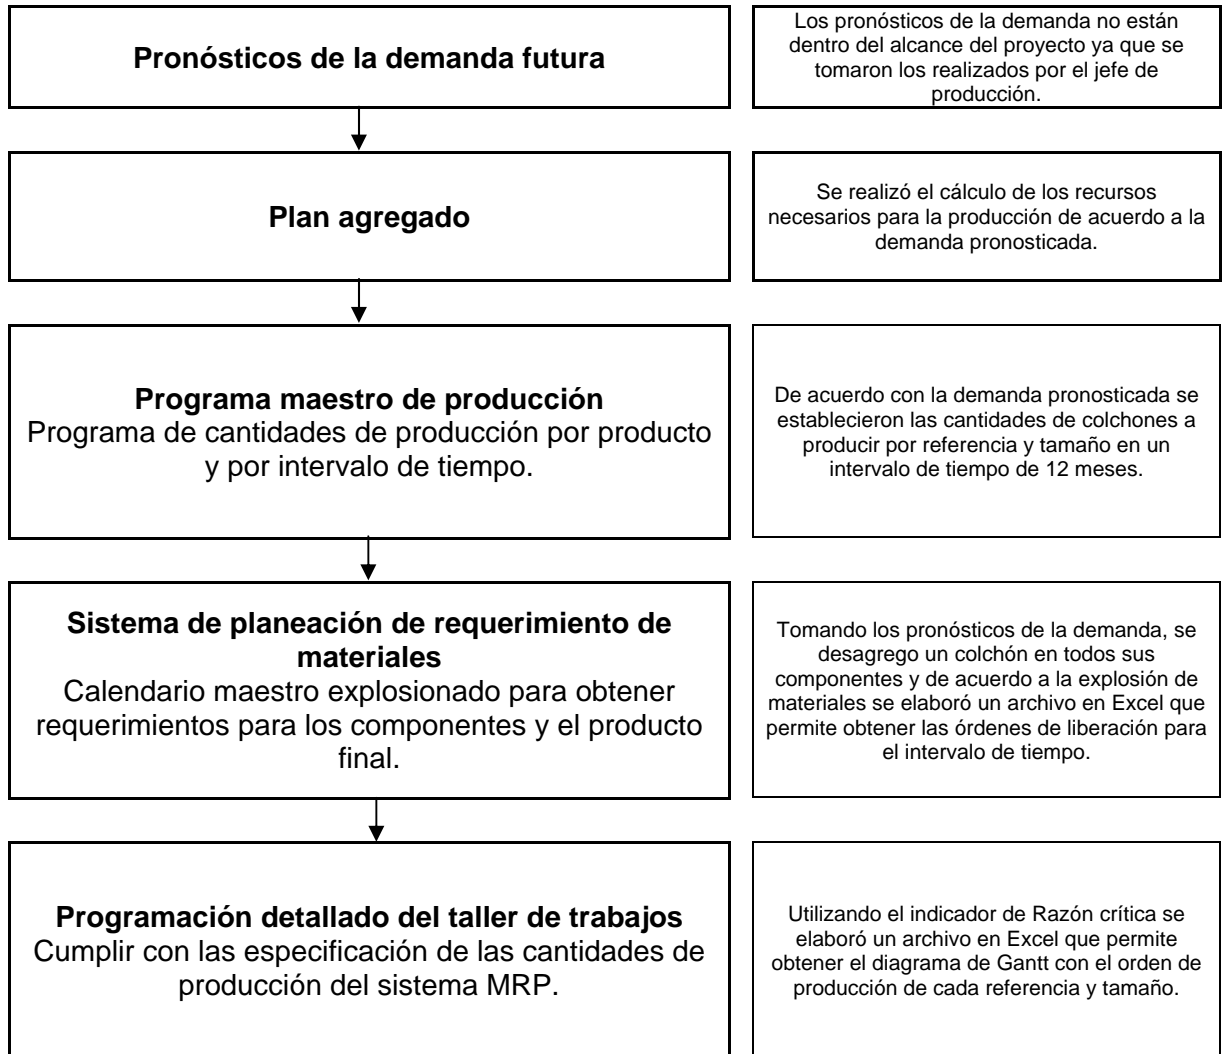 Pronósticos de la demanda futura
Los pronósticos de la demanda no están
dentro del alcance del proyecto ya que se
tomaron los realizados por el jefe de
producción.
Plan agregado
Se realizó el cálculo de los recursos
necesarios para la producción de acuerdo a la
demanda pronosticada.
Programa maestro de producción
Programa de cantidades de producción por producto
y por intervalo de tiempo.
De acuerdo con la demanda pronosticada se
establecieron las cantidades de colchones a
producir por referencia y tamaño en un
intervalo de tiempo de 12 meses.
Sistema de planeación de requerimiento de
materiales
Calendario maestro explosionado para obtener
requerimientos para los componentes y el producto
final.
Tomando los pronósticos de la demanda, se
desagrego un colchón en todos sus
componentes y de acuerdo a la explosión de
materiales se elaboró un archivo en Excel que
permite obtener las órdenes de liberación para
el intervalo de tiempo.
Programación detallado del taller de trabajos
Cumplir con las especificación de las cantidades de
producción del sistema MRP.
Utilizando el indicador de Razón crítica se
elaboró un archivo en Excel que permite
obtener el diagrama de Gantt con el orden de
producción de cada referencia y tamaño.